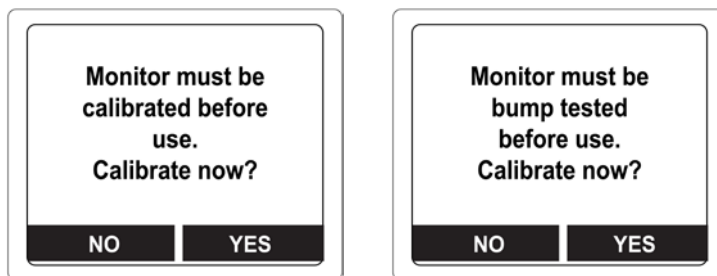 Monitor must be
calibrated before
use.
Calibrate now?
NO YES
Monitor must be
bump tested
before use.
Calibrate now?
NO YES